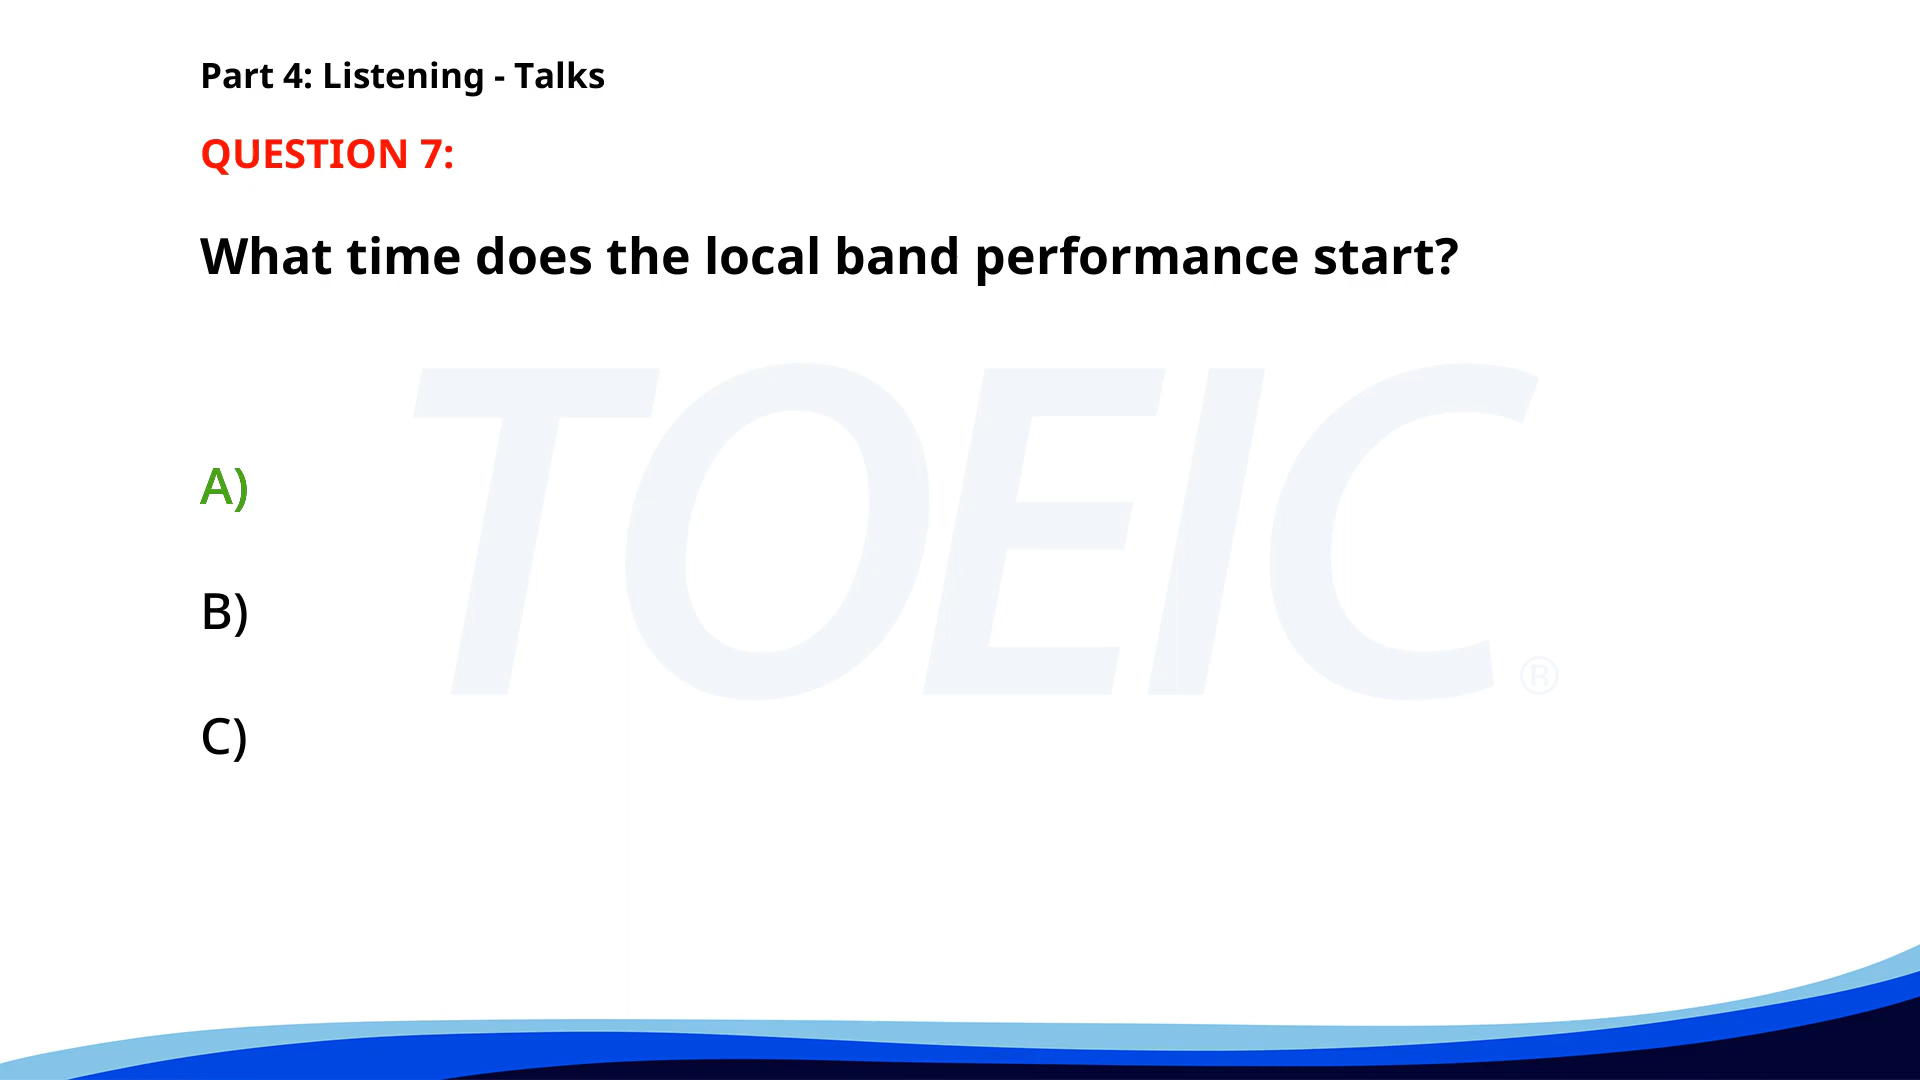 Part 4: Listening - Talks
QUESTION 7:
What time does the local band performance start?
TOEIC®
A)
B)
C)